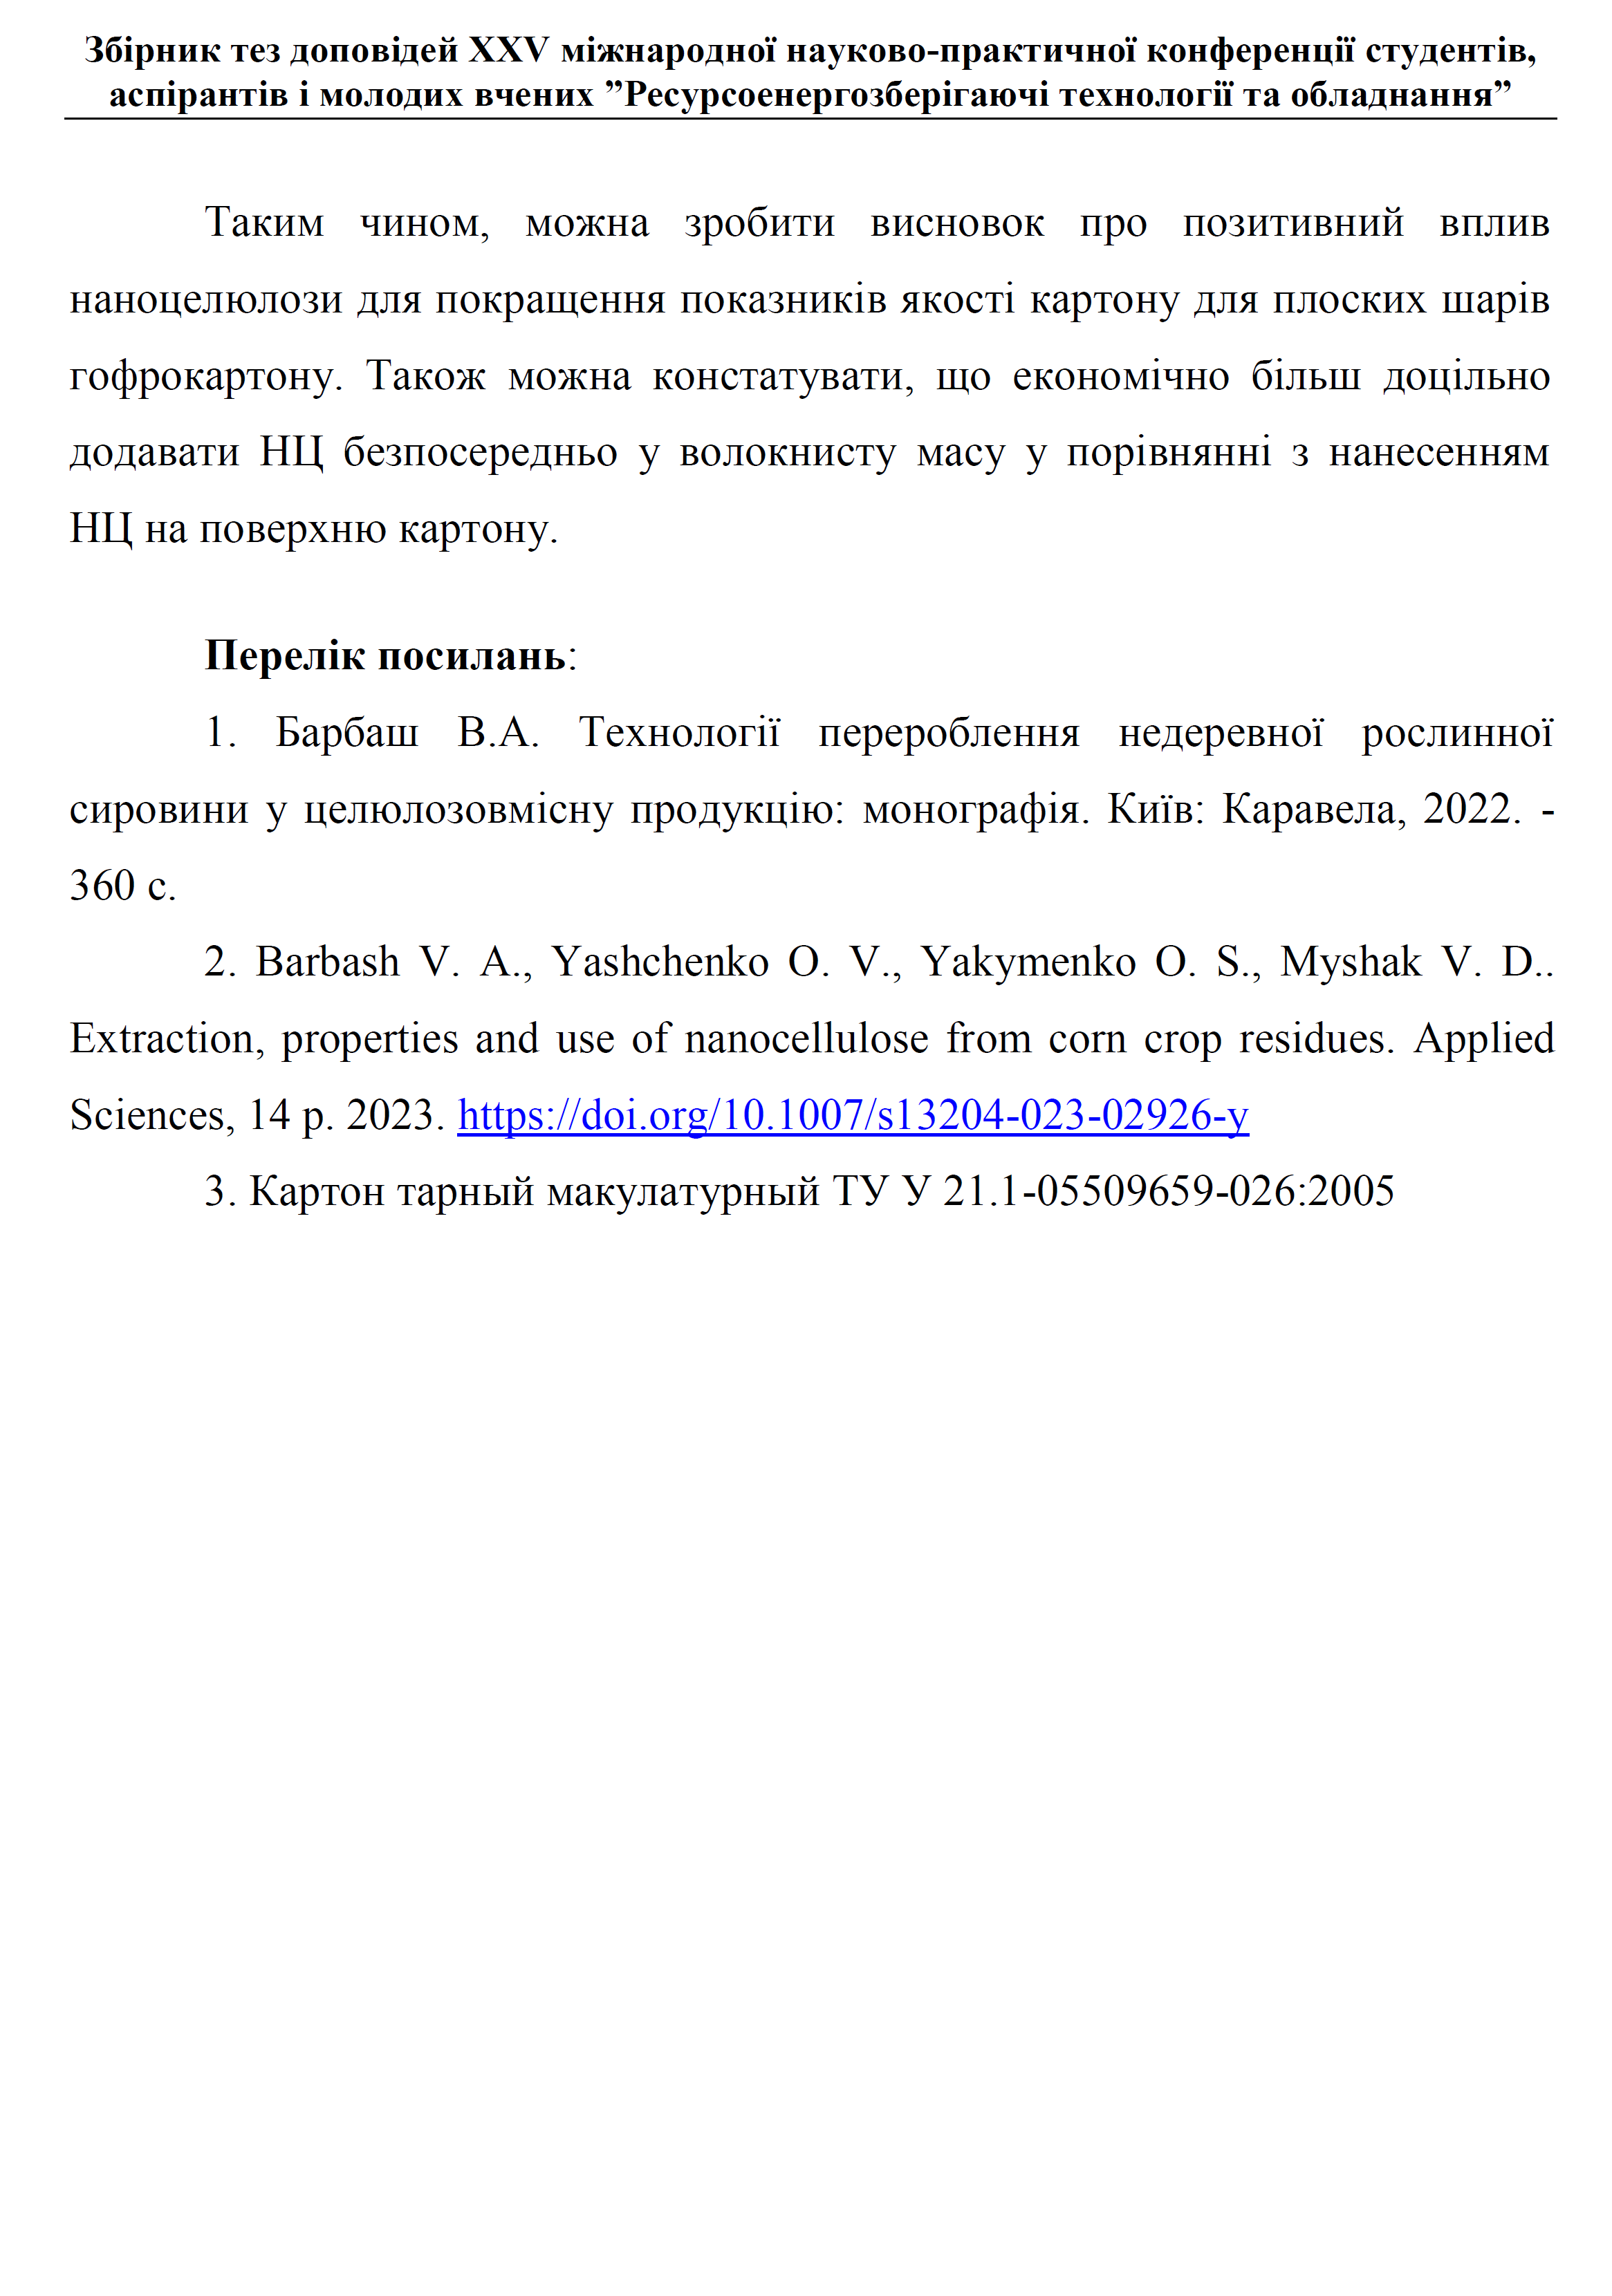 Збірник тез доповідей XXV міжнародної науково-практичної конференції студентів,
аспірантів і молодих вчених ”Ресурсоенергозберігаючі технології та обладнання”
Таким чином, можна зробити висновок про позитивний вплив
наноцелюлози для покращення показників якості картону для плоских шарів
гофрокартону. Також можна констатувати, що економічно більш доцільно
додавати НЦ безпосередньо у волокнисту масу у порівнянні з нанесенням
НЦ на поверхню картону.
Перелік посилань:
1. Барбаш В.А. Технології перероблення недеревної рослинної
сировини у целюлозовмісну продукцію: монографія. Київ: Каравела, 2022. -
360 с.
2. Barbash V. A., Yashchenko O. V., Yakymenko O. S., Myshak V. D..
Extraction, properties and use of nanocellulose from corn crop residues. Applied
Sciences, 14 p. 2023. https://doi.org/10.1007/s13204-023-02926-y
3. Картон тарный макулатурный ТУ У 21.1-05509659-026:2005